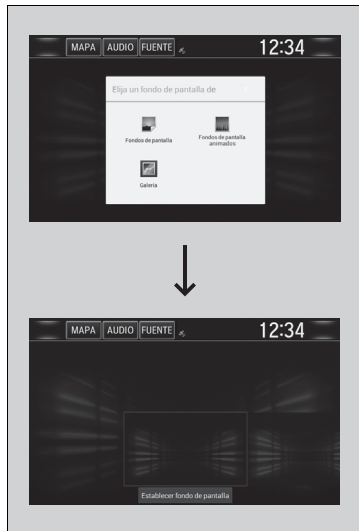 MAPA AUDIO FUENTE 12:34
Elija un fondo de pantalla de
Fondos de pantalla
Fondos de pantalla
animados
Galería
MAPA AUDIO FUENTE 12:34
Establecer fondo de pantalla